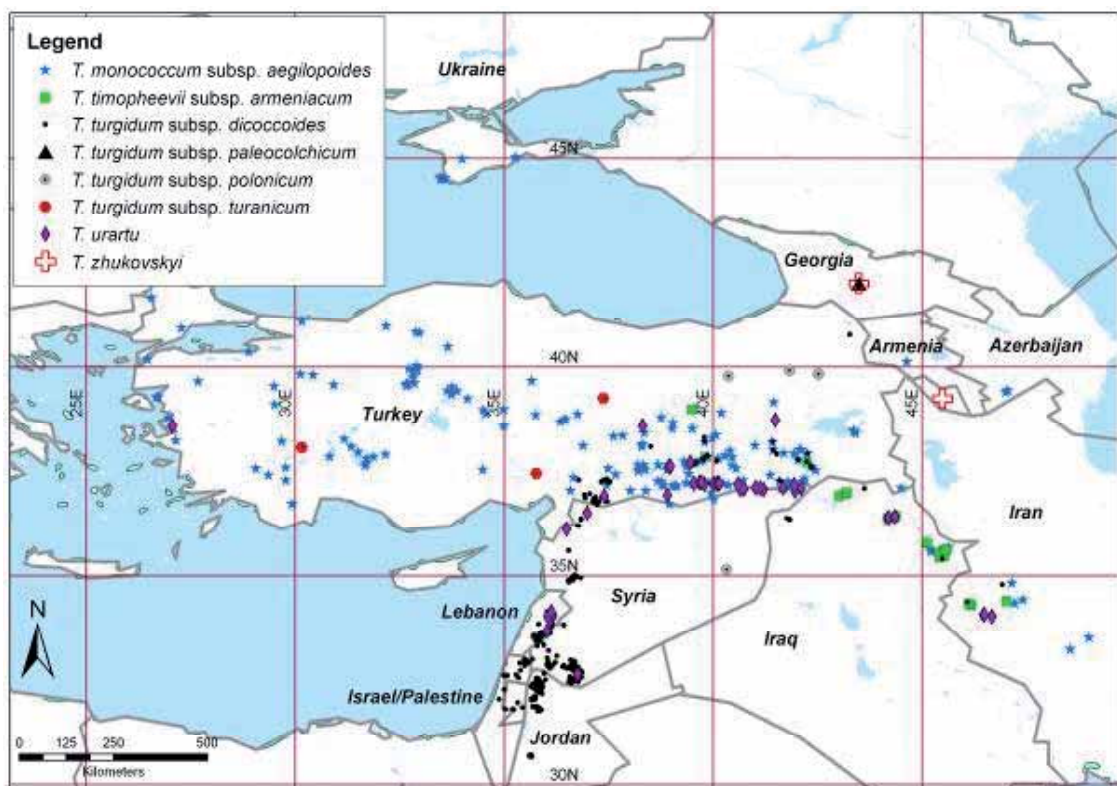 Legend
T. monococcum subsp. aegilopoides
T. timopheevii subsp. armeniacum
T. turgidum subsp. dicoccoides
T. turgidum subsp. paleocolchicum
T. turgidum subsp. polonicum
T. turgidum subsp. turanicum
T. urartu
T. zhukovskyi
Ukraine
45N
Georgia
Armenia
Azerbaijan
40N
25E
30E
35E
40E
45E
Turkey
Iran
35N
Lebanon
Syria
Iraq
N
Israel/Palestine
Jordan
0 125 250 500
Kilometers
30N